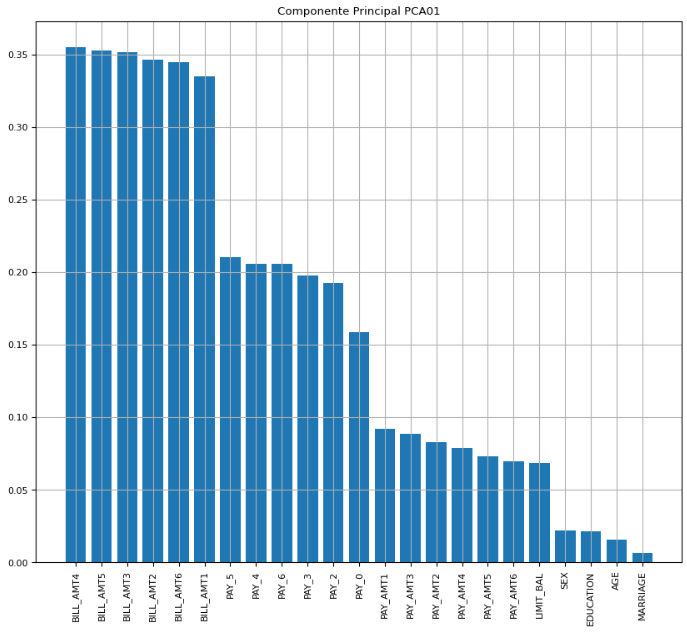 Componente Principal PCA01
0.35
0.30
0.25
0.20
0.15
0.10
0.05
0.00
BILL_AMT4
BILL_AMT5
BILL_AMT3
BILL_AMT2
BILL_AMT6
BILL_AMT1
PAY_5
PAY_4
PAY_6
PAY_3
PAY_2
PAY_0
PAY_AMT1
PAY_AMT3
PAY_AMT2
PAY_AMT4
PAY_AMT5
PAY_AMT6
LIMIT_BAL
SEX
EDUCATION
AGE
MARRIAGE